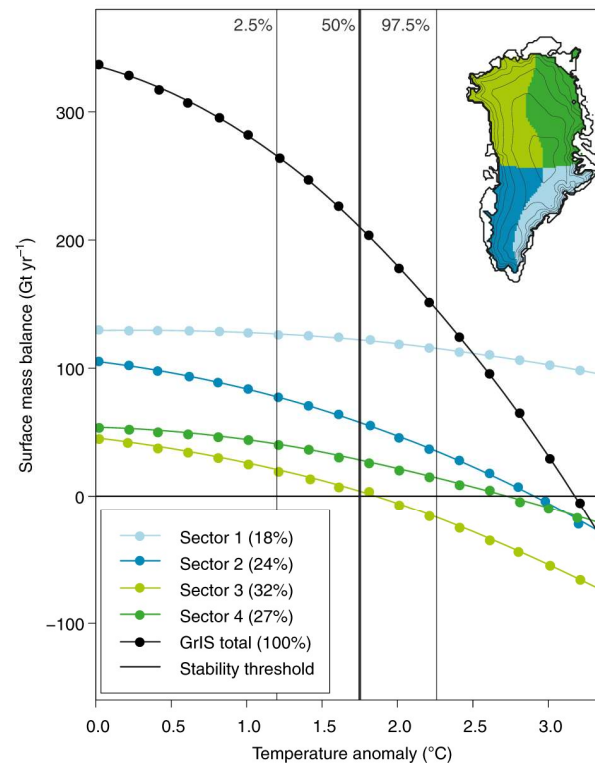 2.5% 50% 97.5%
300
200
100
0
−100
Surface mass balance (Gt yr⁻¹)
Sector 1 (18%)
Sector 2 (24%)
Sector 3 (32%)
Sector 4 (27%)
GrIS total (100%)
Stability threshold
0.0 0.5 1.0 1.5 2.0 2.5 3.0
Temperature anomaly (°C)